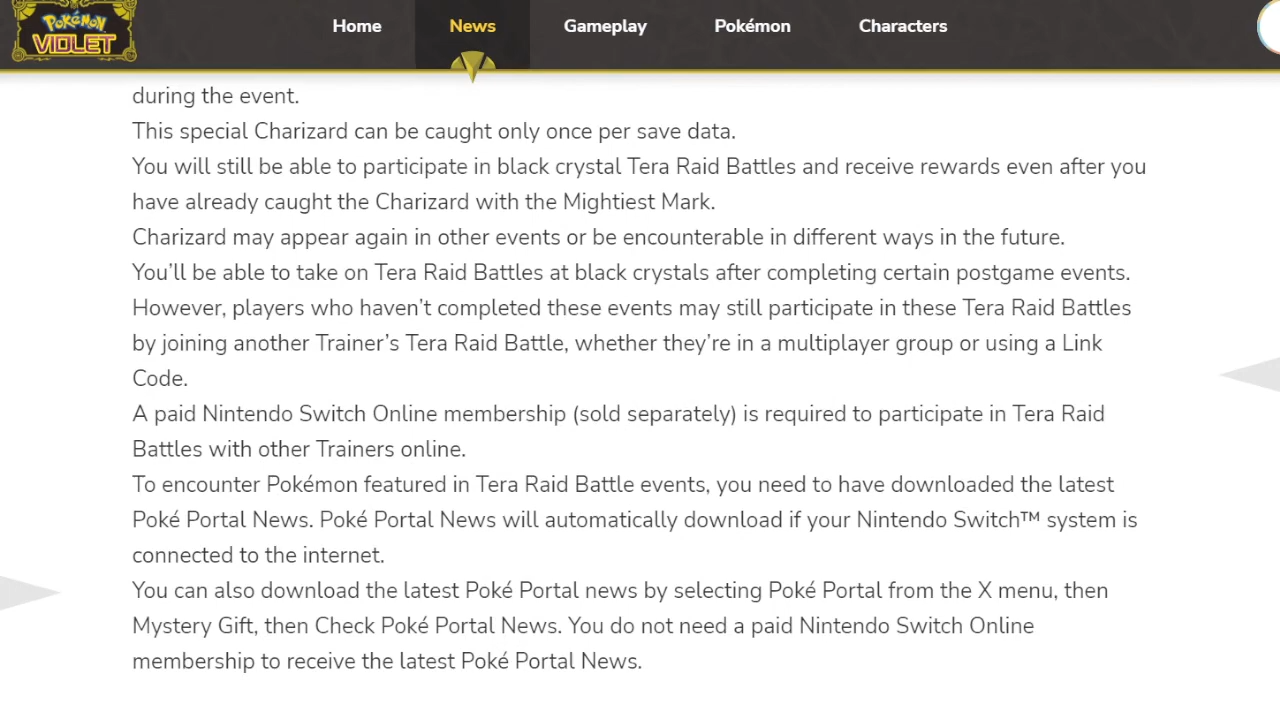 POKÉMON
VIOLET
Home
News
Gameplay
Pokémon
Characters
during the event.
This special Charizard can be caught only once per save data.
You will still be able to participate in black crystal Tera Raid Battles and receive rewards even after you
have already caught the Charizard with the Mightiest Mark.
Charizard may appear again in other events or be encounterable in different ways in the future.
You’ll be able to take on Tera Raid Battles at black crystals after completing certain postgame events.
However, players who haven’t completed these events may still participate in these Tera Raid Battles
by joining another Trainer’s Tera Raid Battle, whether they’re in a multiplayer group or using a Link
Code.
A paid Nintendo Switch Online membership (sold separately) is required to participate in Tera Raid
Battles with other Trainers online.
To encounter Pokémon featured in Tera Raid Battle events, you need to have downloaded the latest
Poké Portal News. Poké Portal News will automatically download if your Nintendo Switch™ system is
connected to the internet.
You can also download the latest Poké Portal news by selecting Poké Portal from the X menu, then
Mystery Gift, then Check Poké Portal News. You do not need a paid Nintendo Switch Online
membership to receive the latest Poké Portal News.